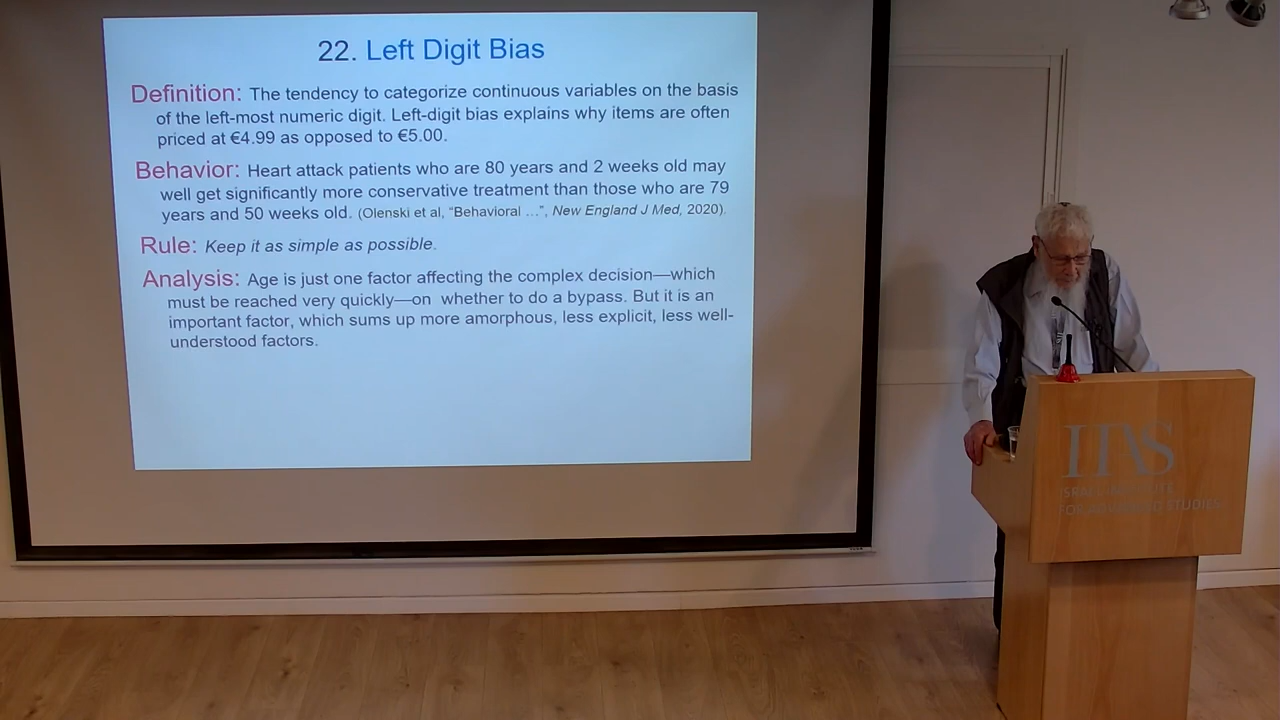 22. Left Digit Bias
Definition: The tendency to categorize continuous variables on the basis
of the left-most numeric digit. Left-digit bias explains why items are often
priced at €4.99 as opposed to €5.00.
Behavior: Heart attack patients who are 80 years and 2 weeks old may
well get significantly more conservative treatment than those who are 79
years and 50 weeks old. (Olenski et al, "Behavioral ...", New England J Med, 2020).
Rule: Keep it as simple as possible.
Analysis: Age is just one factor affecting the complex decision—which
must be reached very quickly—on whether to do a bypass. But it is an
important factor, which sums up more amorphous, less explicit, less well-
understood factors.
IIAS
ISRAEL INSTITUTE
FOR ADVANCED STUDIES